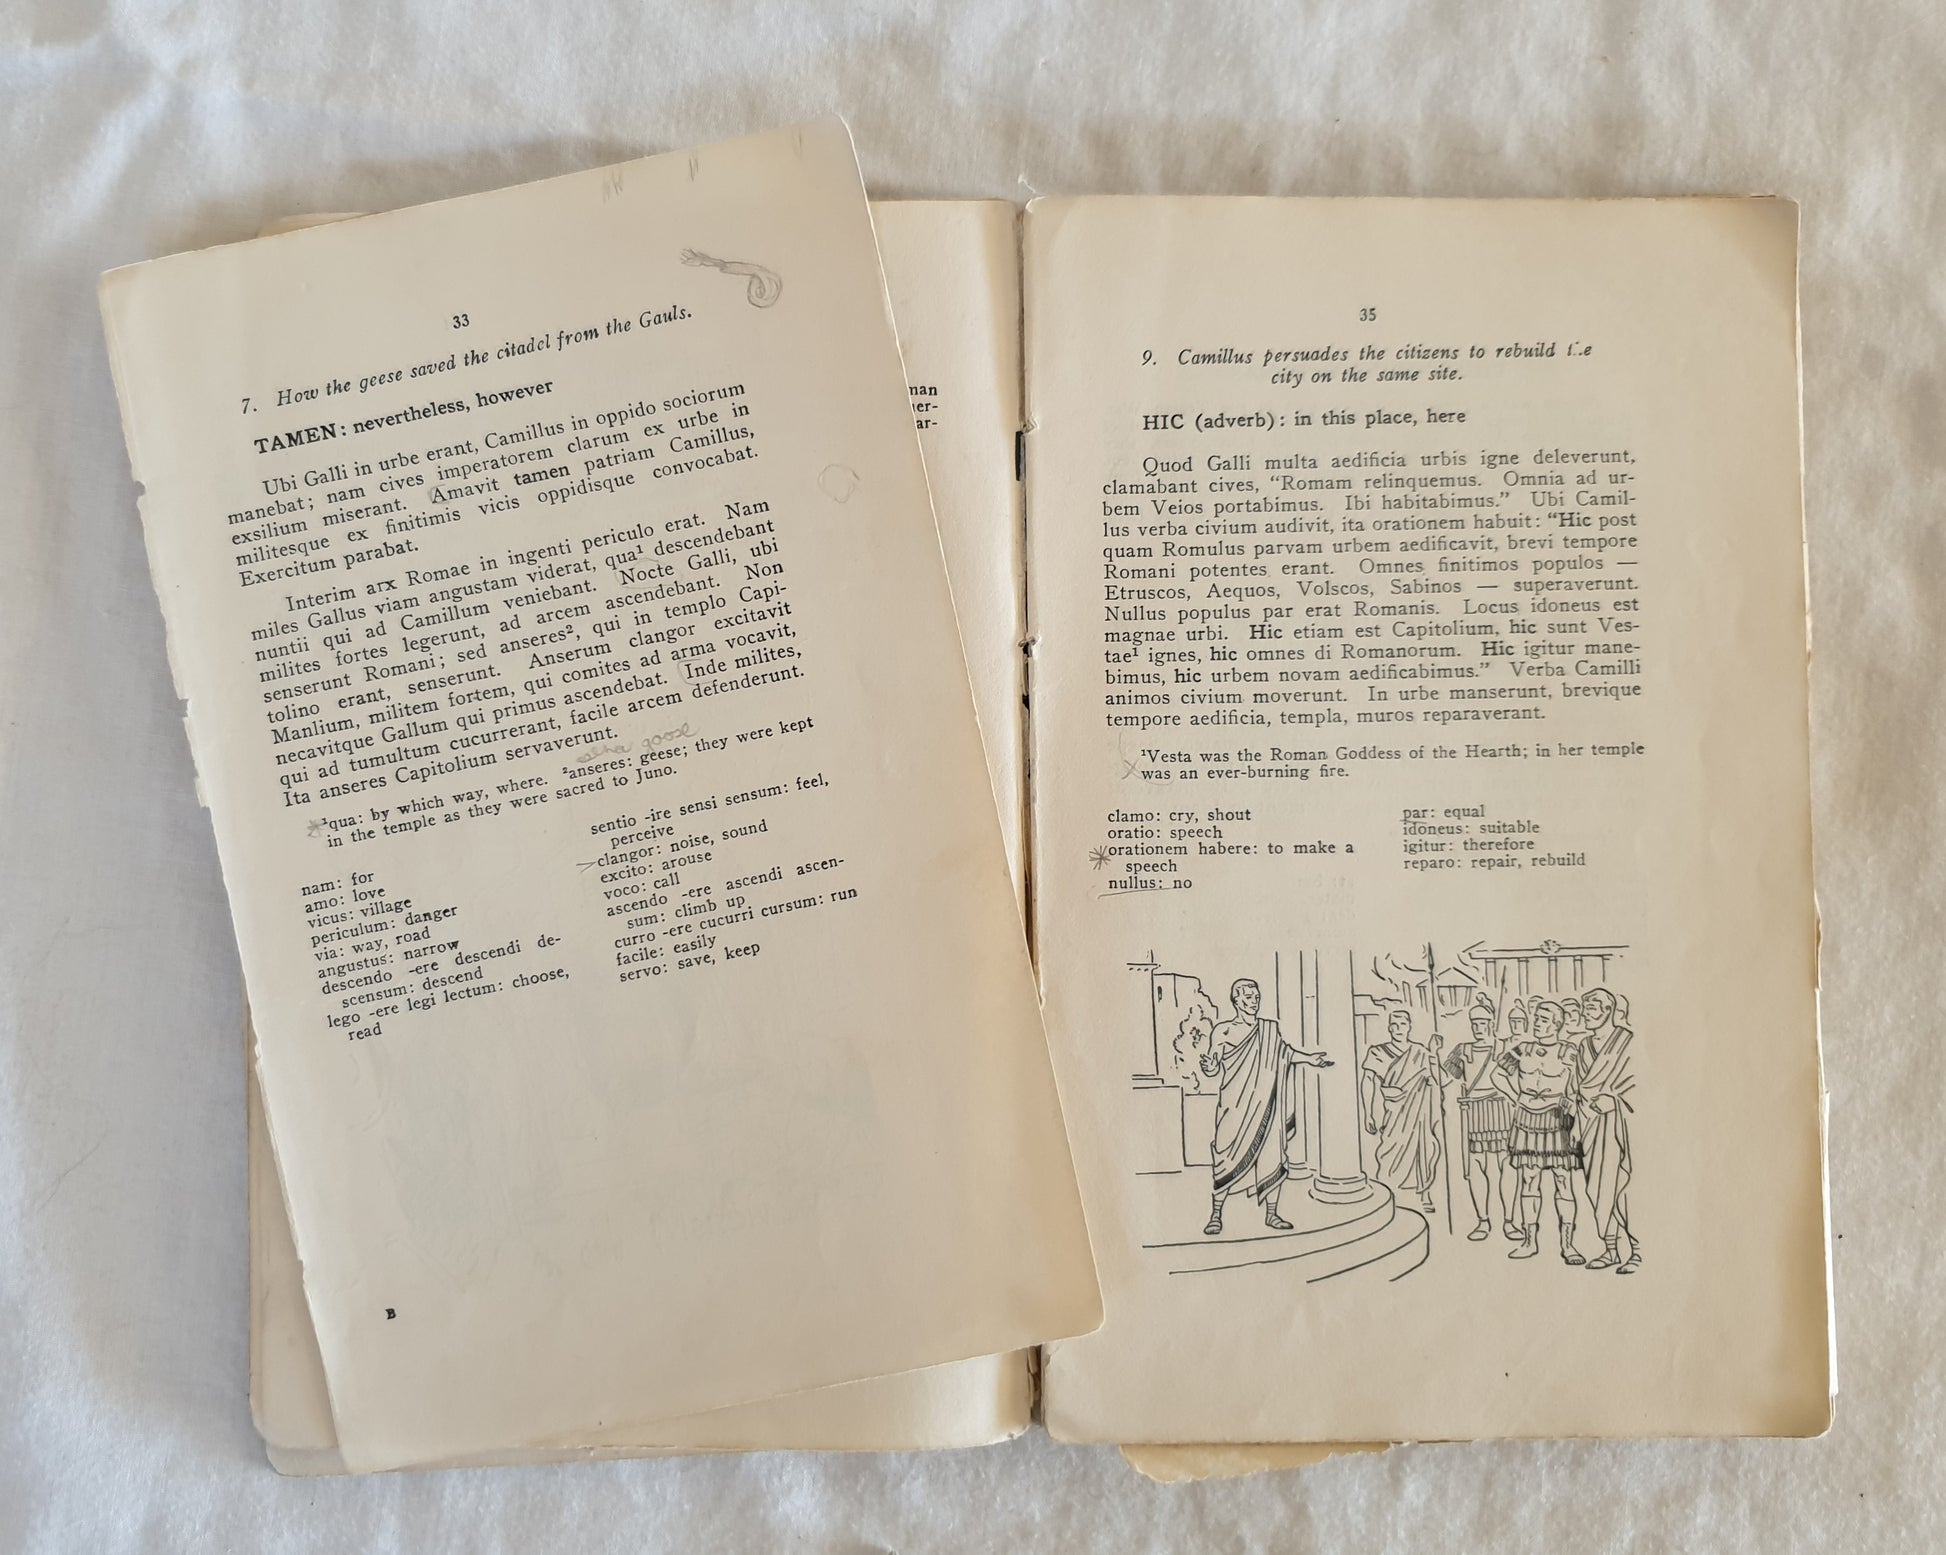 33
7. How the geese saved the citadel from the Gauls.
TAMEN: nevertheless, however
Ubi Galli in urbe erant, Camillus in oppido sociorum
manebat; nam cives imperatorem clarum ex urbe in
exsilium miserant. Amavit tamen patriam Camillus,
militesque ex finitimis vicis oppidisque convocabat.
Exercitum parabat.
Interim arx Romae in ingenti periculo erat. Nam
miles Gallus viam angustam viderat, qua¹ descendebant
nuntii qui ad Camillum veniebant. Nocte Galli, ubi
milites fortes legerunt, ad arcem ascendebant. Non
senserunt Romani; sed anseres², qui in templo Capi-
tolino erant, senserunt. Anserum clangor excitavit
Manlium, militem fortem, qui comites ad arma vocavit,
necavitque Gallum qui primus ascendebat. Inde milites,
qui ad tumultum cucurrerant, facile arcem defenderunt.
Ita anseres Capitolium servaverunt.
goose
¹qua: by which way, where. ²anseres: geese; they were kept
in the temple as they were sacred to Juno.
nam: for
amo: love
vicus: village
periculum: danger
via: way, road
angustus: narrow
descendo -ere descendi de-
scensum: descend
lego -ere legi lectum: choose,
read
sentio -ire sensi sensum: feel,
perceive
clangor: noise, sound
excito: arouse
voco: call
ascendo -ere ascendi ascen-
sum: climb up
curro -ere cucurri cursum: run
facile: easily
servo: save, keep
B
man
er-
ar-
35
9. Camillus persuades the citizens to rebuild the
city on the same site.
HIC (adverb): in this place, here
Quod Galli multa aedificia urbis igne deleverunt,
clamabant cives, “Romam relinquemus. Omnia ad ur-
bem Veios portabimus. Ibi habitabimus.” Ubi Camil-
lus verba civium audivit, ita orationem habuit: “Hic post
quam Romulus parvam urbem aedificavit, brevi tempore
Romani potentes erant. Omnes finitimos populos —
Etruscos, Aequos, Volscos, Sabinos — superaverunt.
Nullus populus par erat Romanis. Locus idoneus est
magnae urbi. Hic etiam est Capitolium, hic sunt Ves-
tae¹ ignes, hic omnes di Romanorum. Hic igitur mane-
bimus, hic urbem novam aedificabimus.” Verba Camilli
animos civium moverunt. In urbe manserunt, brevique
tempore aedificia, templa, muros reparaverant.
¹Vesta was the Roman Goddess of the Hearth; in her temple
was an ever-burning fire.
clamo: cry, shout
oratio: speech
orationem habere: to make a
speech
nullus: no
par: equal
idoneus: suitable
igitur: therefore
reparo: repair, rebuild